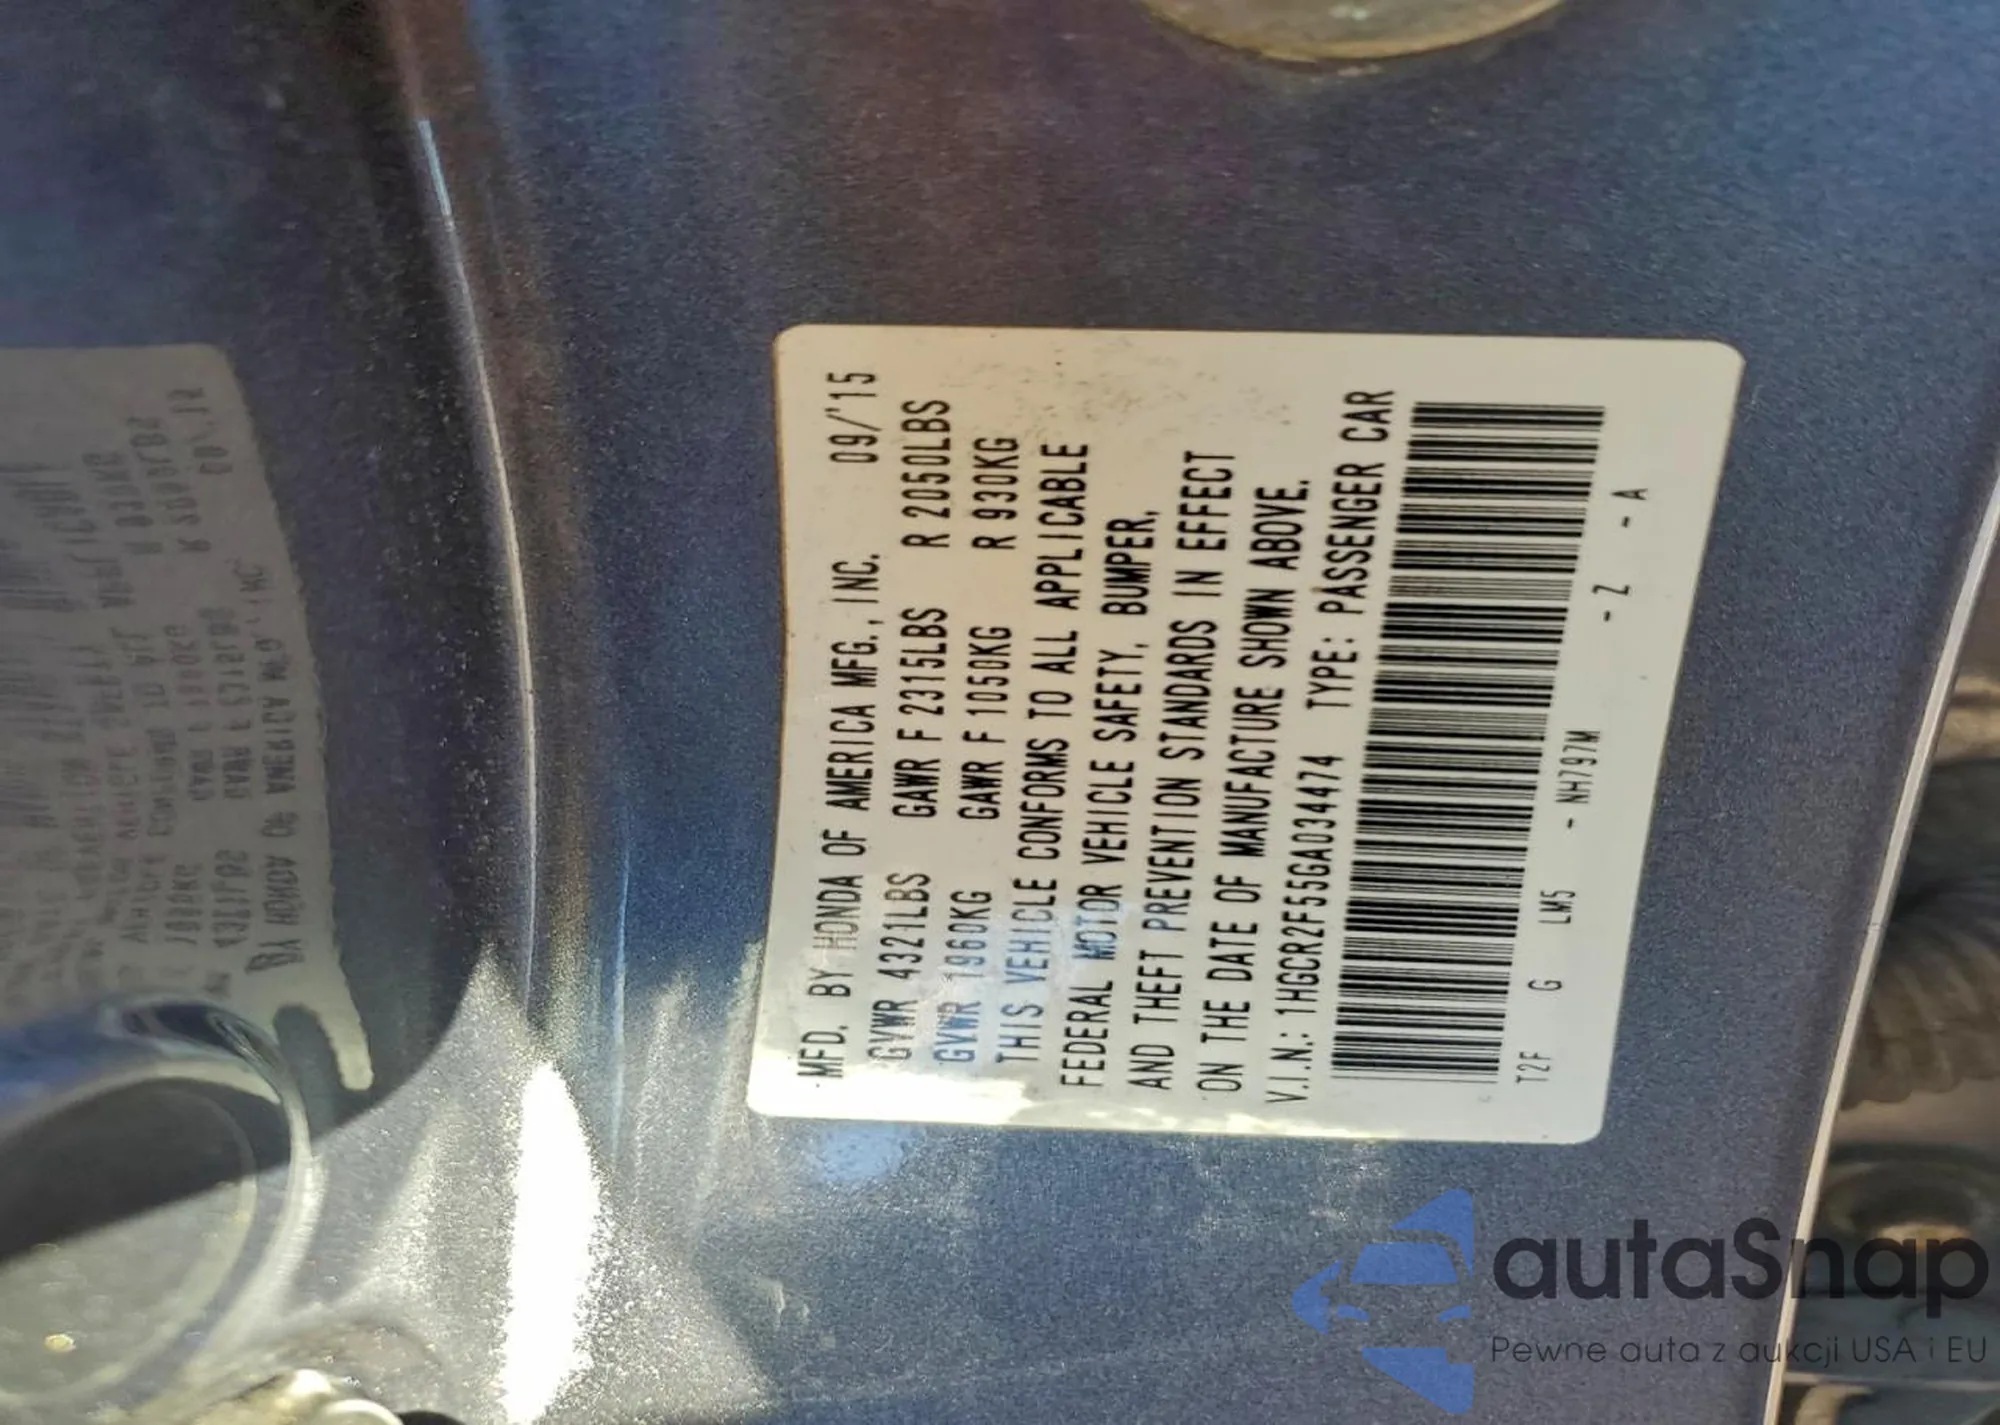 MFD. BY HONDA OF AMERICA MFG., INC. 09/'15
GVWR 4321LBS GAWR F 2315LBS R 2050LBS
GVWR 1960KG GAWR F 1050KG R 930KG
THIS VEHICLE CONFORMS TO ALL APPLICABLE
FEDERAL MOTOR VEHICLE SAFETY, BUMPER,
AND THEFT PREVENTION STANDARDS IN EFFECT
ON THE DATE OF MANUFACTURE SHOWN ABOVE.
V.I.N.: 1HGCR2F55GA034474 TYPE: PASSENGER CAR
T2F G LM5 - NH797M - Z - A
autaSnap
Pewne auta z aukcji USA i EU